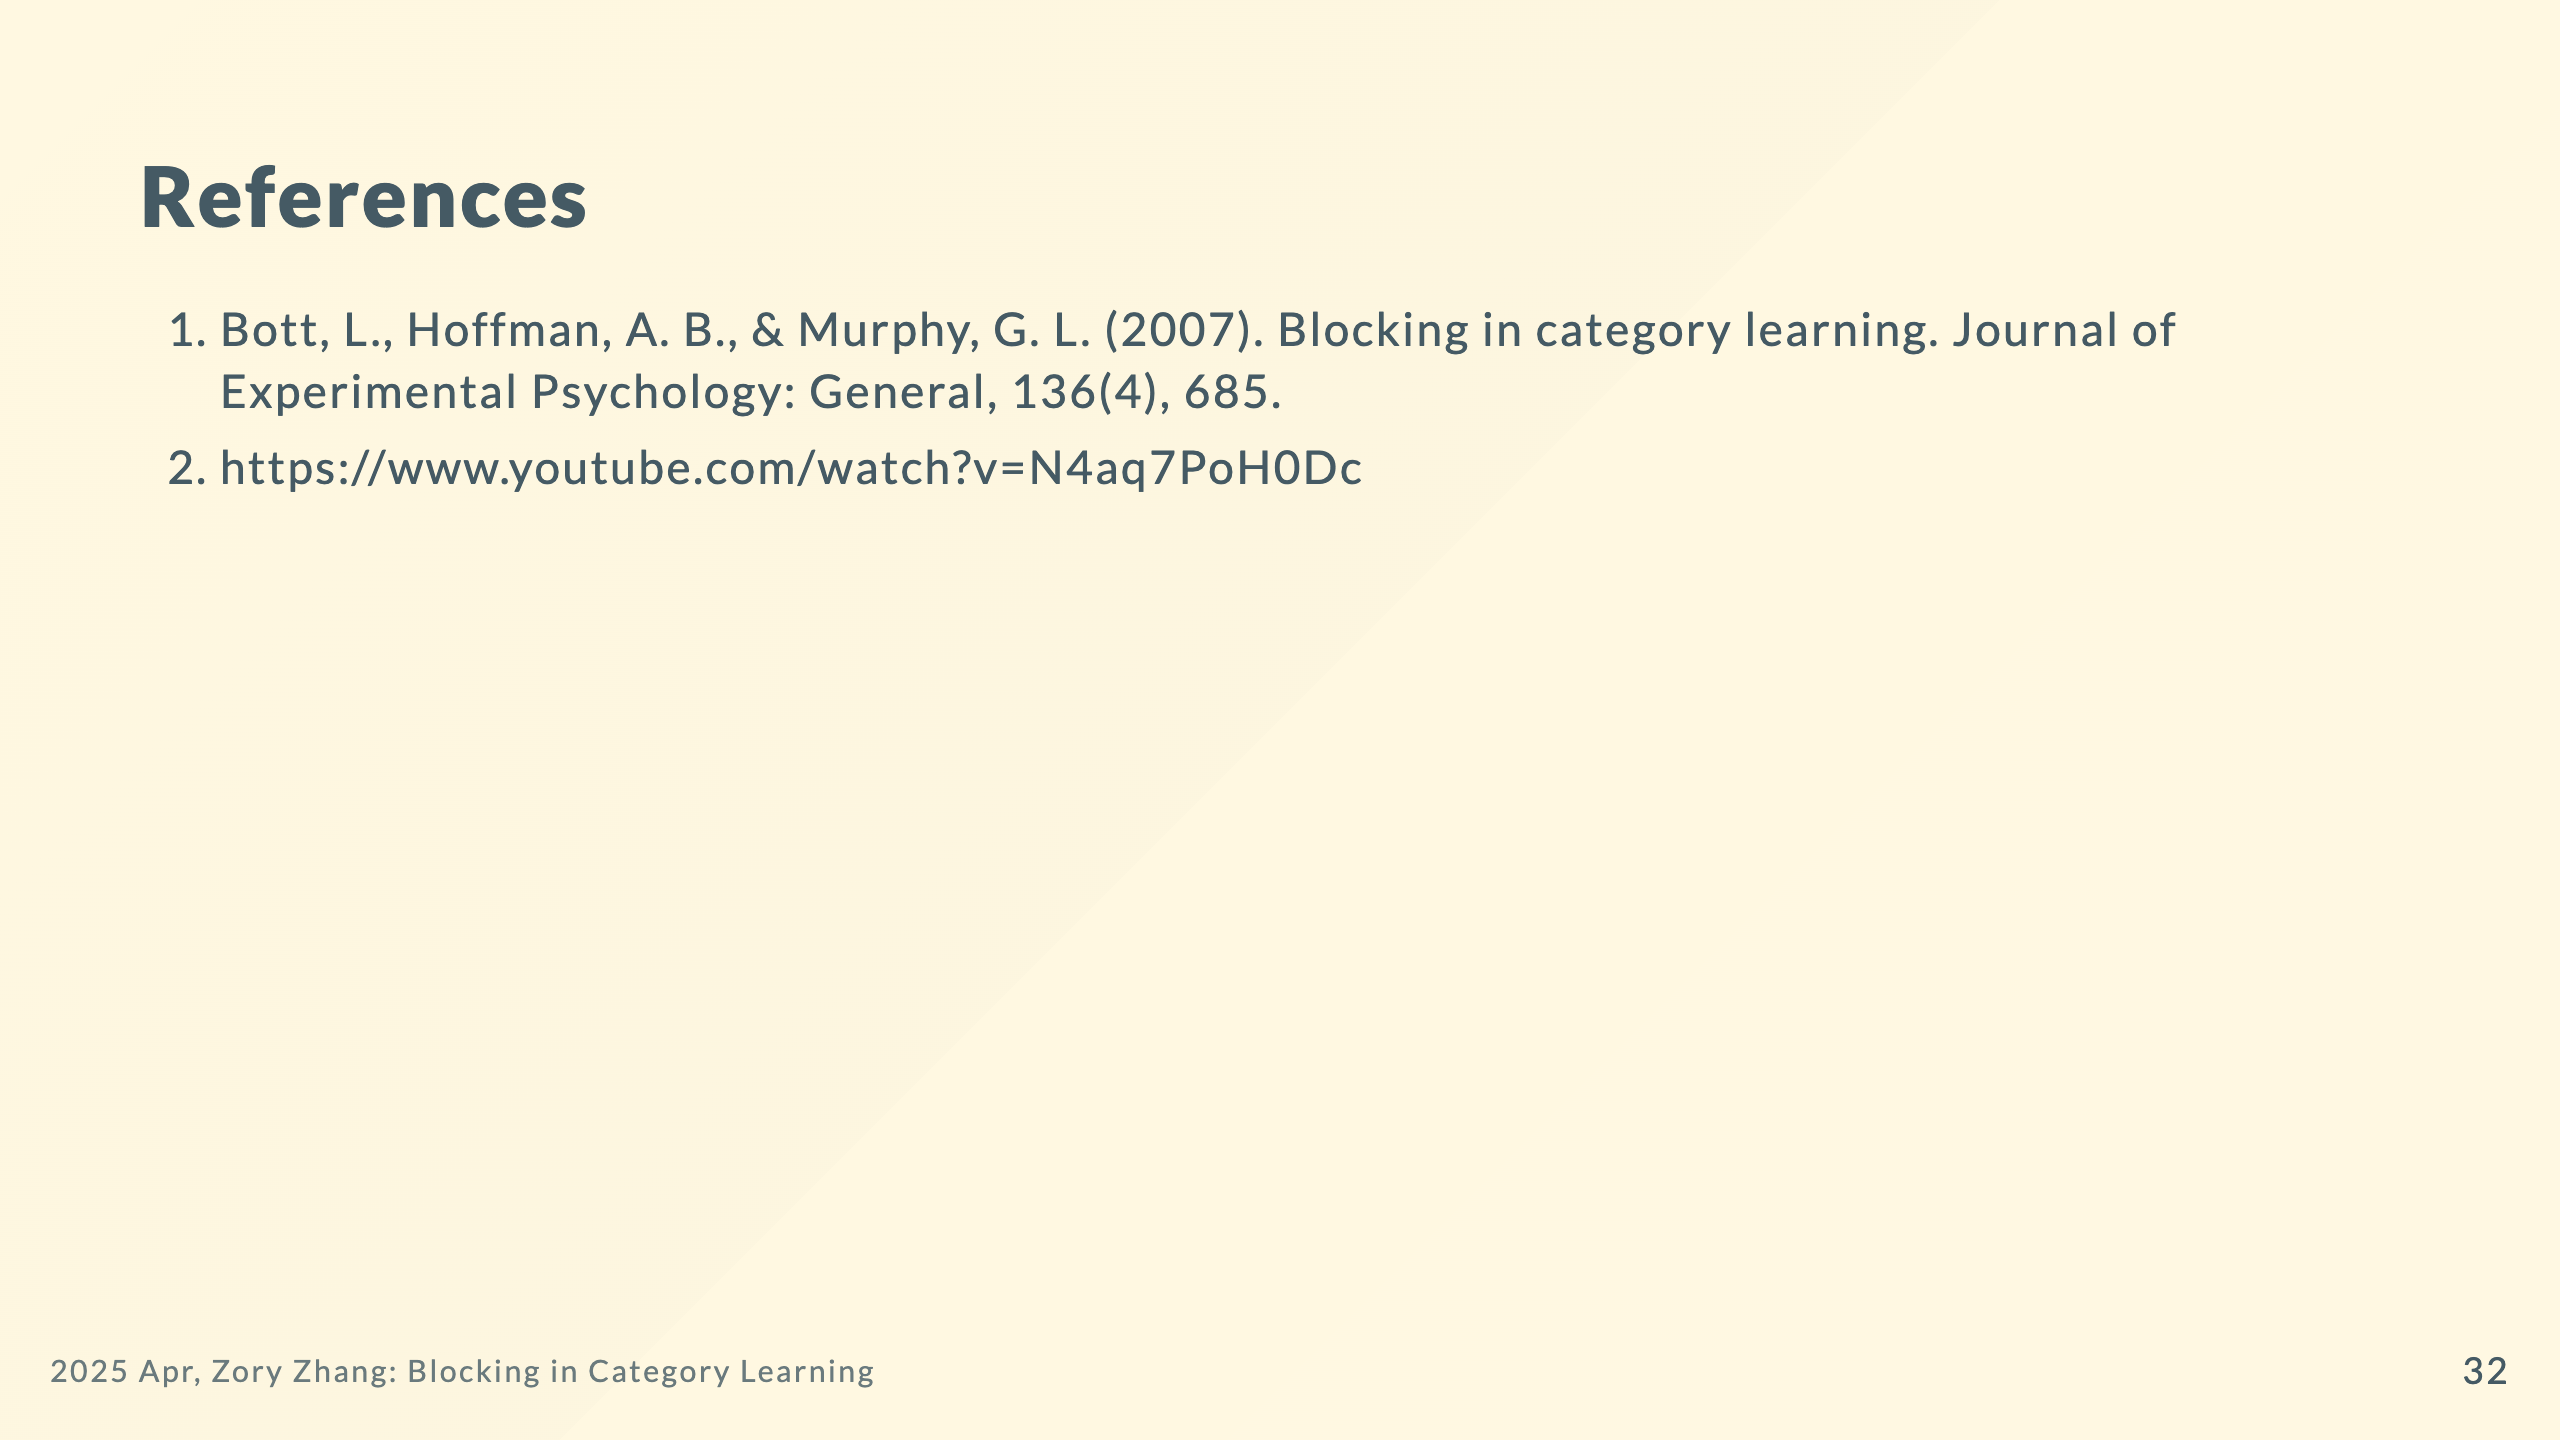 References
1. Bott, L., Hoffman, A. B., & Murphy, G. L. (2007). Blocking in category learning. Journal of
Experimental Psychology: General, 136(4), 685.
2. https://www.youtube.com/watch?v=N4aq7PoH0Dc
2025 Apr, Zory Zhang: Blocking in Category Learning
32